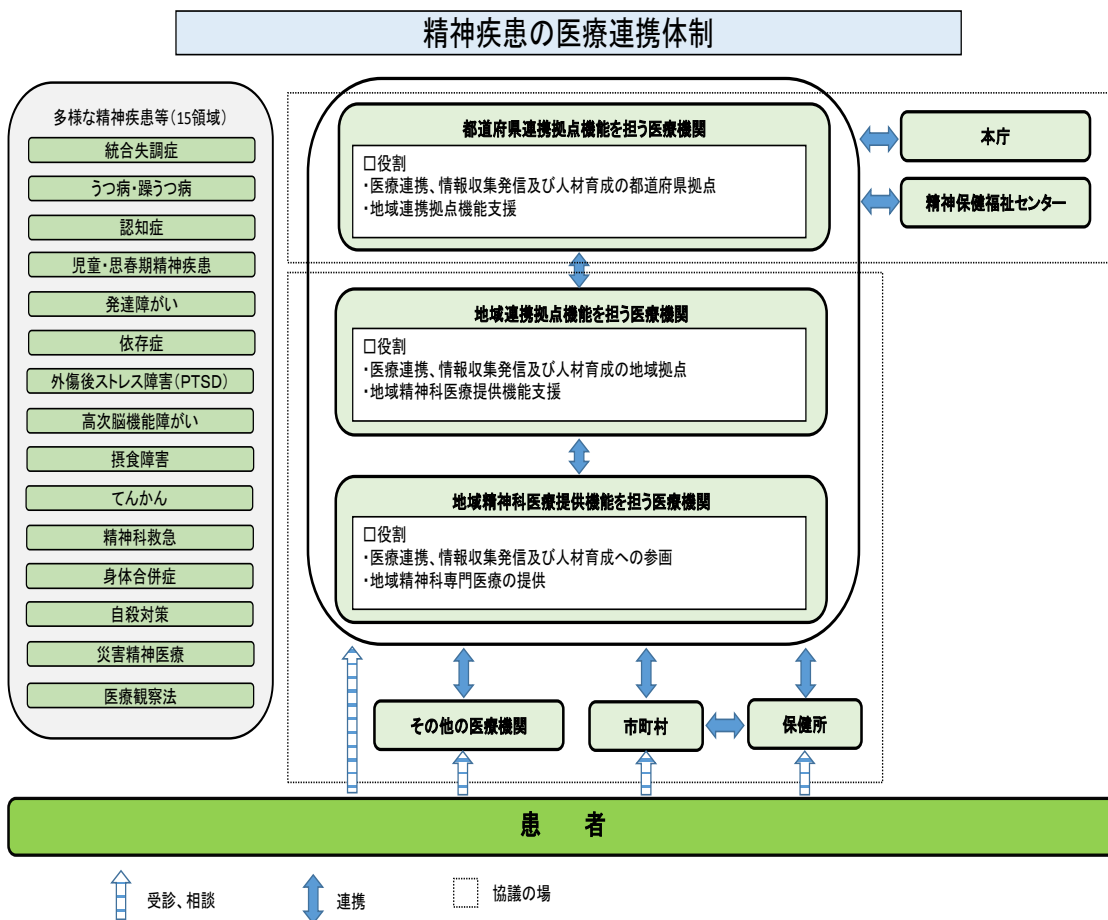 精神疾患の医療連携体制
多様な精神疾患等(15領域)
統合失調症
うつ病・躁うつ病
認知症
児童・思春期精神疾患
発達障がい
依存症
外傷後ストレス障害(PTSD)
高次脳機能障がい
摂食障害
てんかん
精神科救急
身体合併症
自殺対策
災害精神医療
医療観察法
都道府県連携拠点機能を担う医療機関
□役割
・医療連携、情報収集発信及び人材育成の都道府県拠点
・地域連携拠点機能支援
本庁
精神保健福祉センター
地域連携拠点機能を担う医療機関
□役割
・医療連携、情報収集発信及び人材育成の地域拠点
・地域精神科医療提供機能支援
地域精神科医療提供機能を担う医療機関
□役割
・医療連携、情報収集発信及び人材育成への参画
・地域精神科専門医療の提供
その他の医療機関
市町村
保健所
患 者
受診、相談
連携
協議の場